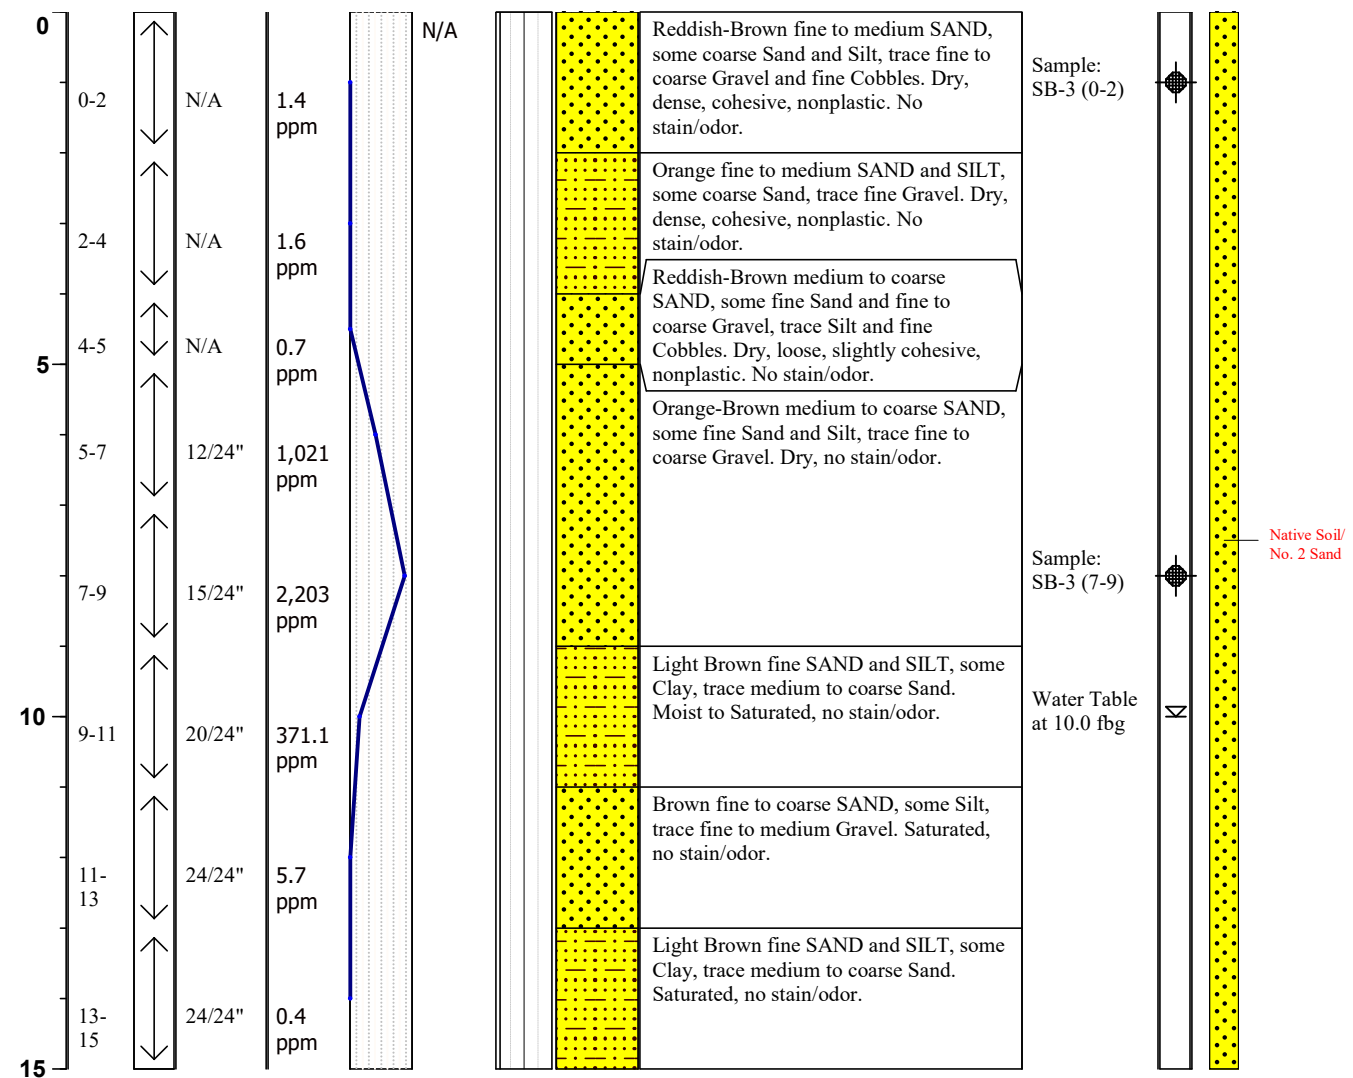 0
N/A
Reddish-Brown fine to medium SAND,
some coarse Sand and Silt, trace fine to
coarse Gravel and fine Cobbles. Dry,
dense, cohesive, nonplastic. No
stain/odor.
Sample:
SB-3 (0-2)
0-2
N/A
1.4
ppm
Orange fine to medium SAND and SILT,
some coarse Sand, trace fine Gravel. Dry,
dense, cohesive, nonplastic. No
stain/odor.
2-4
N/A
1.6
ppm
Reddish-Brown medium to coarse
SAND, some fine Sand and fine to
coarse Gravel, trace Silt and fine
Cobbles. Dry, loose, slightly cohesive,
nonplastic. No stain/odor.
4-5
N/A
0.7
ppm
5
Orange-Brown medium to coarse SAND,
some fine Sand and Silt, trace fine to
coarse Gravel. Dry, no stain/odor.
5-7
12/24"
1,021
ppm
Native Soil/
No. 2 Sand
Sample:
SB-3 (7-9)
7-9
15/24"
2,203
ppm
Light Brown fine SAND and SILT, some
Clay, trace medium to coarse Sand.
Moist to Saturated, no stain/odor.
Water Table
at 10.0 fbg
10
9-11
20/24"
371.1
ppm
Brown fine to coarse SAND, some Silt,
trace fine to medium Gravel. Saturated,
no stain/odor.
11-
13
24/24"
5.7
ppm
Light Brown fine SAND and SILT, some
Clay, trace medium to coarse Sand.
Saturated, no stain/odor.
13-
15
24/24"
0.4
ppm
15